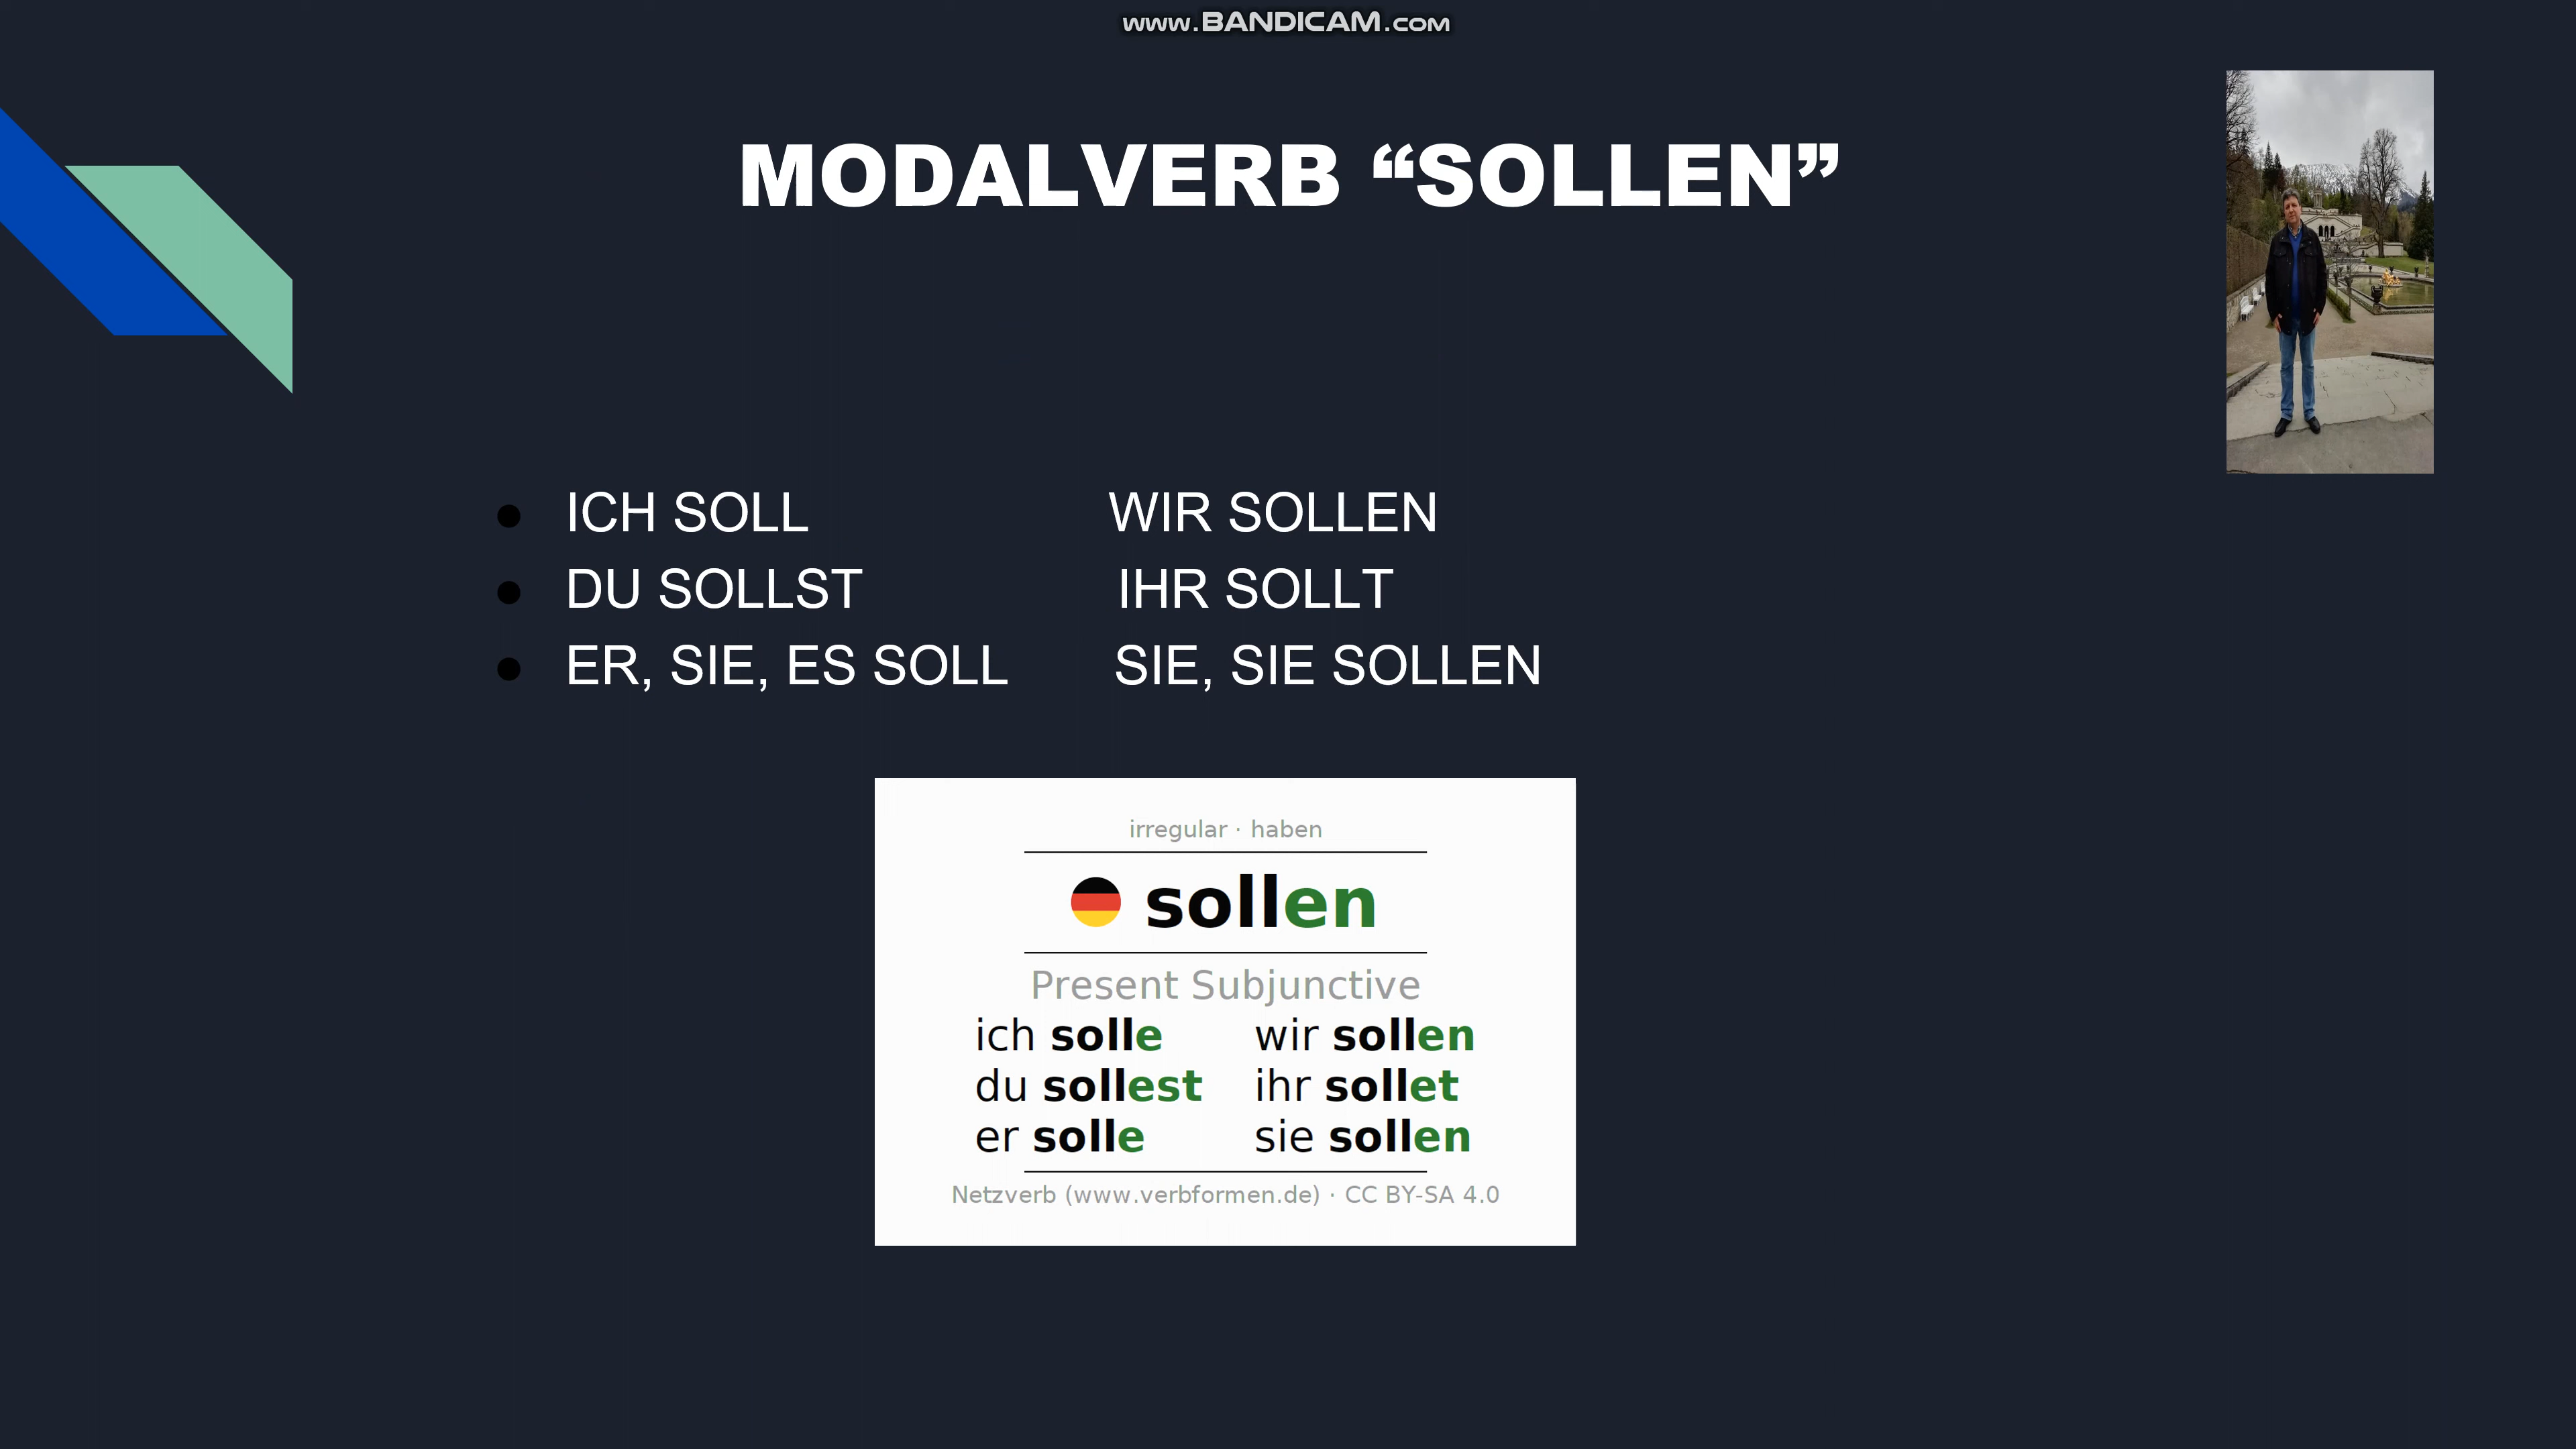 www.BANDICAM.com
MODALVERB “SOLLEN”
ICH SOLL WIR SOLLEN
DU SOLLST IHR SOLLT
ER, SIE, ES SOLL SIE, SIE SOLLEN
irregular · haben
sollen
Present Subjunctive
ich solle wir sollen
du sollest ihr sollet
er solle sie sollen
Netzverb (www.verbformen.de) · CC BY-SA 4.0